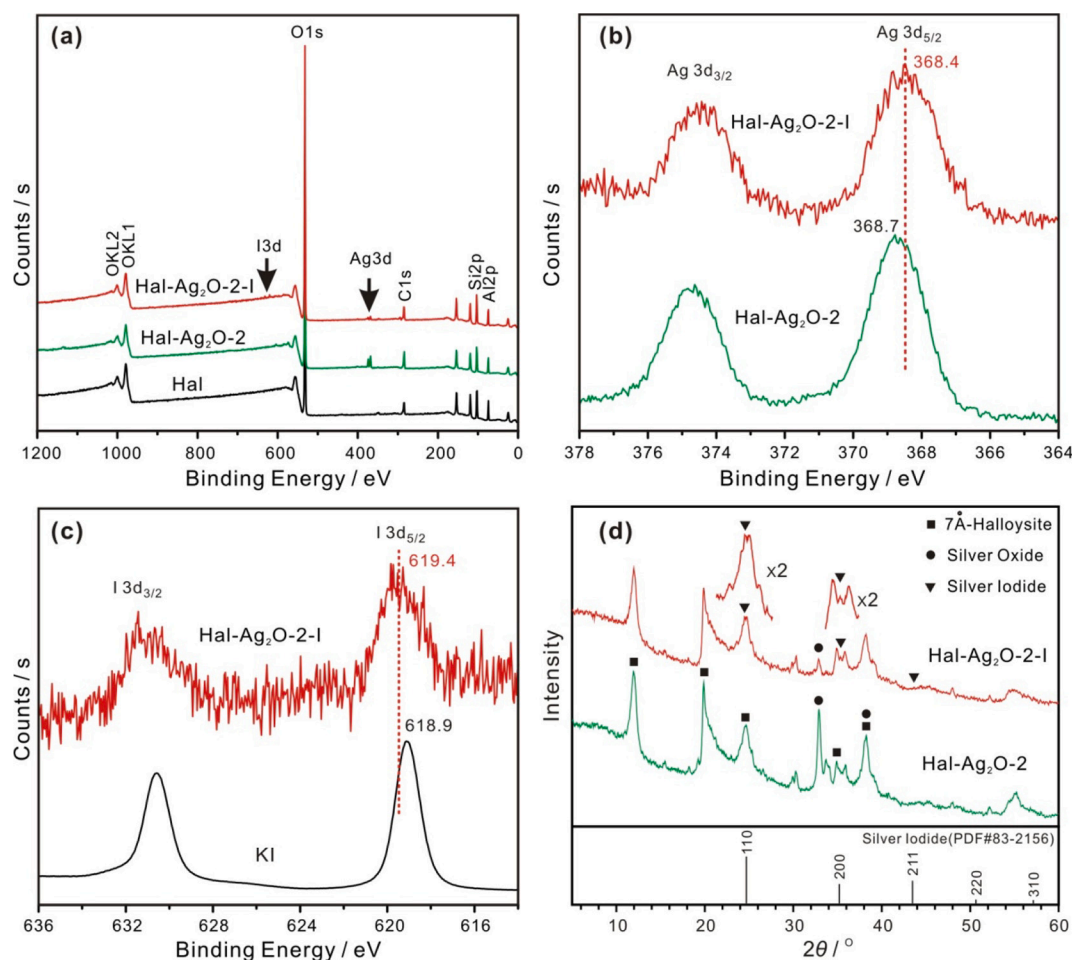 (a)
O1s
OKL2
OKL1
I3d
Ag3d
C1s
Si2p
Al2p
Hal-Ag₂O-2-I
Hal-Ag₂O-2
Hal
Counts / s
1200 1000 800 600 400 200 0
Binding Energy / eV
(b)
Ag 3d₅/₂
368.4
Ag 3d₃/₂
Hal-Ag₂O-2-I
368.7
Hal-Ag₂O-2
Counts / s
378 376 374 372 370 368 366 364
Binding Energy / eV
(c)
I 3d₅/₂
619.4
I 3d₃/₂
Hal-Ag₂O-2-I
618.9
KI
Counts / s
636 632 628 624 620 616
Binding Energy / eV
(d)
7Å-Halloysite
Silver Oxide
Silver Iodide
x2
x2
Hal-Ag₂O-2-I
Hal-Ag₂O-2
Intensity
Silver Iodide(PDF#83-2156)
110
200
211
220
310
10 20 30 40 50 60
2θ / °